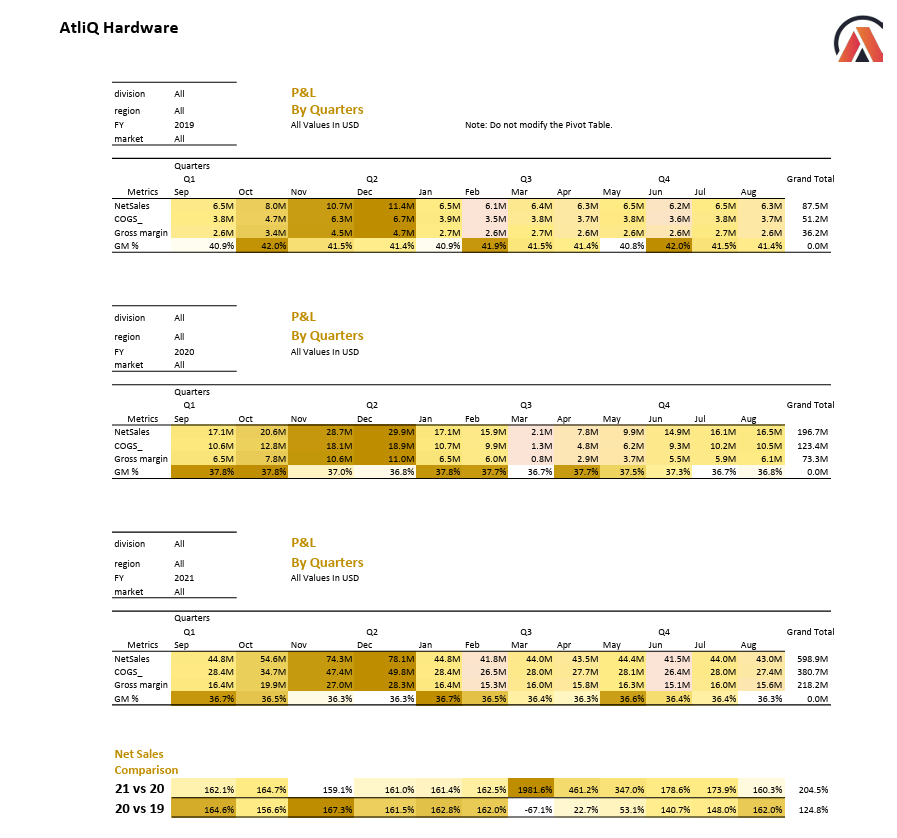 AtliQ Hardware
division All P&L
region All By Quarters
FY 2019 All Values In USD Note: Do not modify the Pivot Table.
market All
Quarters
Q1 Q2 Q3 Q4 Grand Total
Metrics Sep Oct Nov Dec Jan Feb Mar Apr May Jun Jul Aug
NetSales 6.5M 8.0M 10.7M 11.4M 6.5M 6.1M 6.4M 6.3M 6.5M 6.2M 6.5M 6.3M 87.5M
COGS_ 3.8M 4.7M 6.3M 6.7M 3.9M 3.5M 3.8M 3.7M 3.8M 3.6M 3.8M 3.7M 51.2M
Gross margin 2.6M 3.4M 4.5M 4.7M 2.7M 2.6M 2.7M 2.6M 2.6M 2.6M 2.7M 2.6M 36.2M
GM % 40.9% 42.0% 41.5% 41.4% 40.9% 41.9% 41.5% 41.4% 40.8% 42.0% 41.5% 41.4% 0.0M
division All P&L
region All By Quarters
FY 2020 All Values In USD
market All
Quarters
Q1 Q2 Q3 Q4 Grand Total
Metrics Sep Oct Nov Dec Jan Feb Mar Apr May Jun Jul Aug
NetSales 17.1M 20.6M 28.7M 29.9M 17.1M 15.9M 2.1M 7.8M 9.9M 14.9M 16.1M 16.5M 196.7M
COGS_ 10.6M 12.8M 18.1M 18.9M 10.7M 9.9M 1.3M 4.8M 6.2M 9.3M 10.2M 10.5M 123.4M
Gross margin 6.5M 7.8M 10.6M 11.0M 6.5M 6.0M 0.8M 2.9M 3.7M 5.5M 5.9M 6.1M 73.3M
GM % 37.8% 37.8% 37.0% 36.8% 37.8% 37.7% 36.7% 37.7% 37.5% 37.3% 36.7% 36.8% 0.0M
division All P&L
region All By Quarters
FY 2021 All Values In USD
market All
Quarters
Q1 Q2 Q3 Q4 Grand Total
Metrics Sep Oct Nov Dec Jan Feb Mar Apr May Jun Jul Aug
NetSales 44.8M 54.6M 74.3M 78.1M 44.8M 41.8M 44.0M 43.5M 44.4M 41.5M 44.0M 43.0M 598.9M
COGS_ 28.4M 34.7M 47.4M 49.8M 28.4M 26.5M 28.0M 27.7M 28.1M 26.4M 28.0M 27.4M 380.7M
Gross margin 16.4M 19.9M 27.0M 28.3M 16.4M 15.3M 16.0M 15.8M 16.3M 15.1M 16.0M 15.6M 218.2M
GM % 36.7% 36.5% 36.3% 36.3% 36.7% 36.5% 36.4% 36.3% 36.6% 36.4% 36.4% 36.3% 0.0M
Net Sales
Comparison
21 vs 20 162.1% 164.7% 159.1% 161.0% 161.4% 162.5% 1981.6% 461.2% 347.0% 178.6% 173.9% 160.3% 204.5%
20 vs 19 164.6% 156.6% 167.3% 161.5% 162.8% 162.0% -67.1% 22.7% 53.1% 140.7% 148.0% 162.0% 124.8%